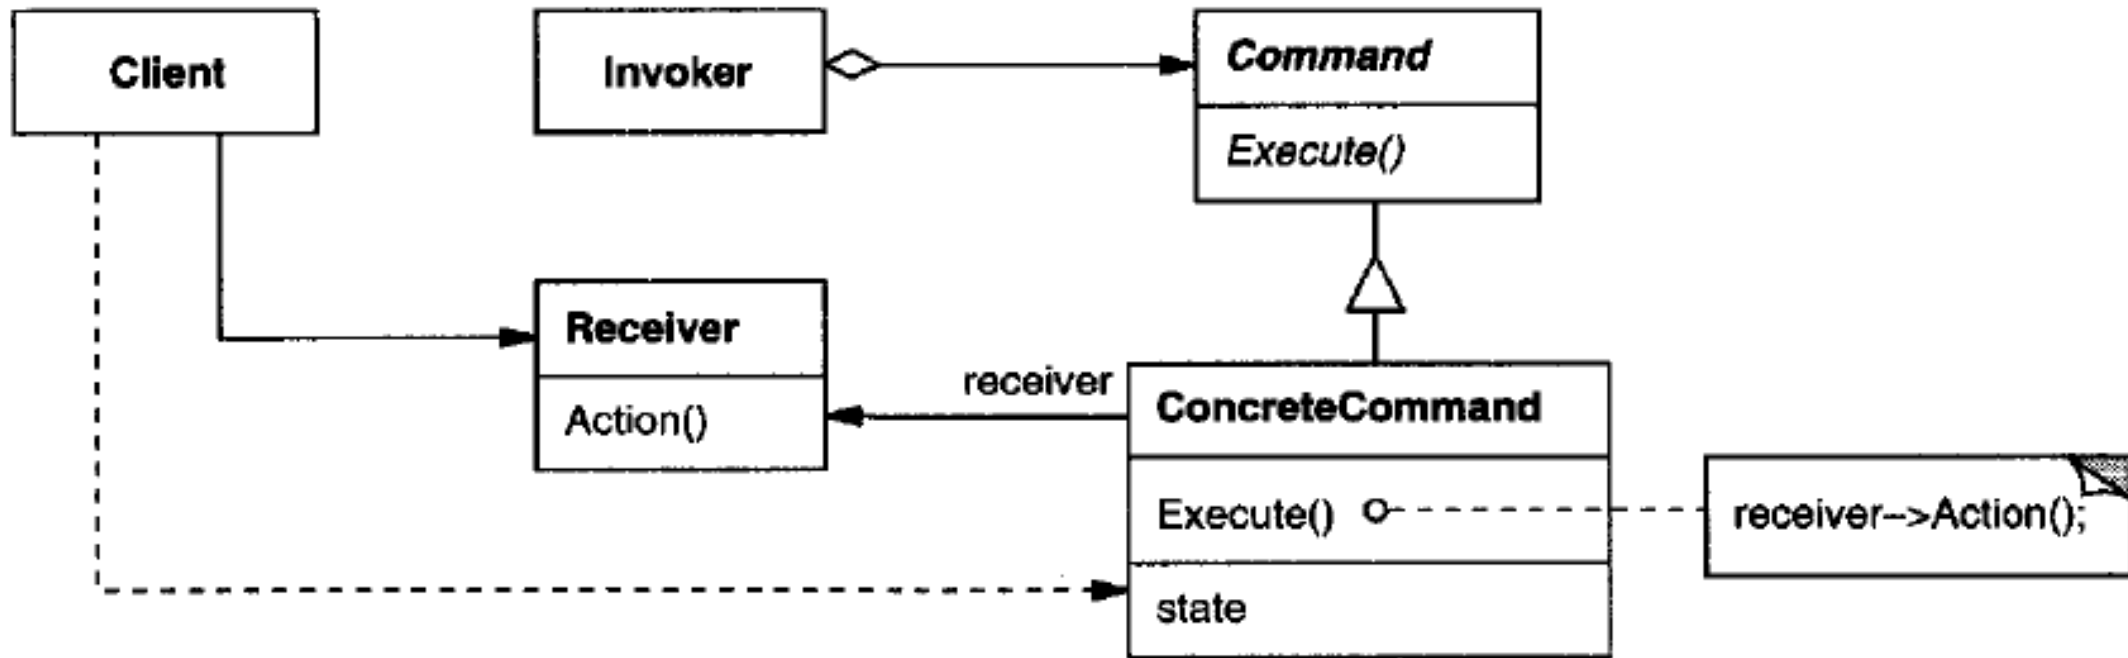 Client
Invoker
Command
Execute()
Receiver
Action()
receiver
ConcreteCommand
Execute()
receiver–>Action();
state